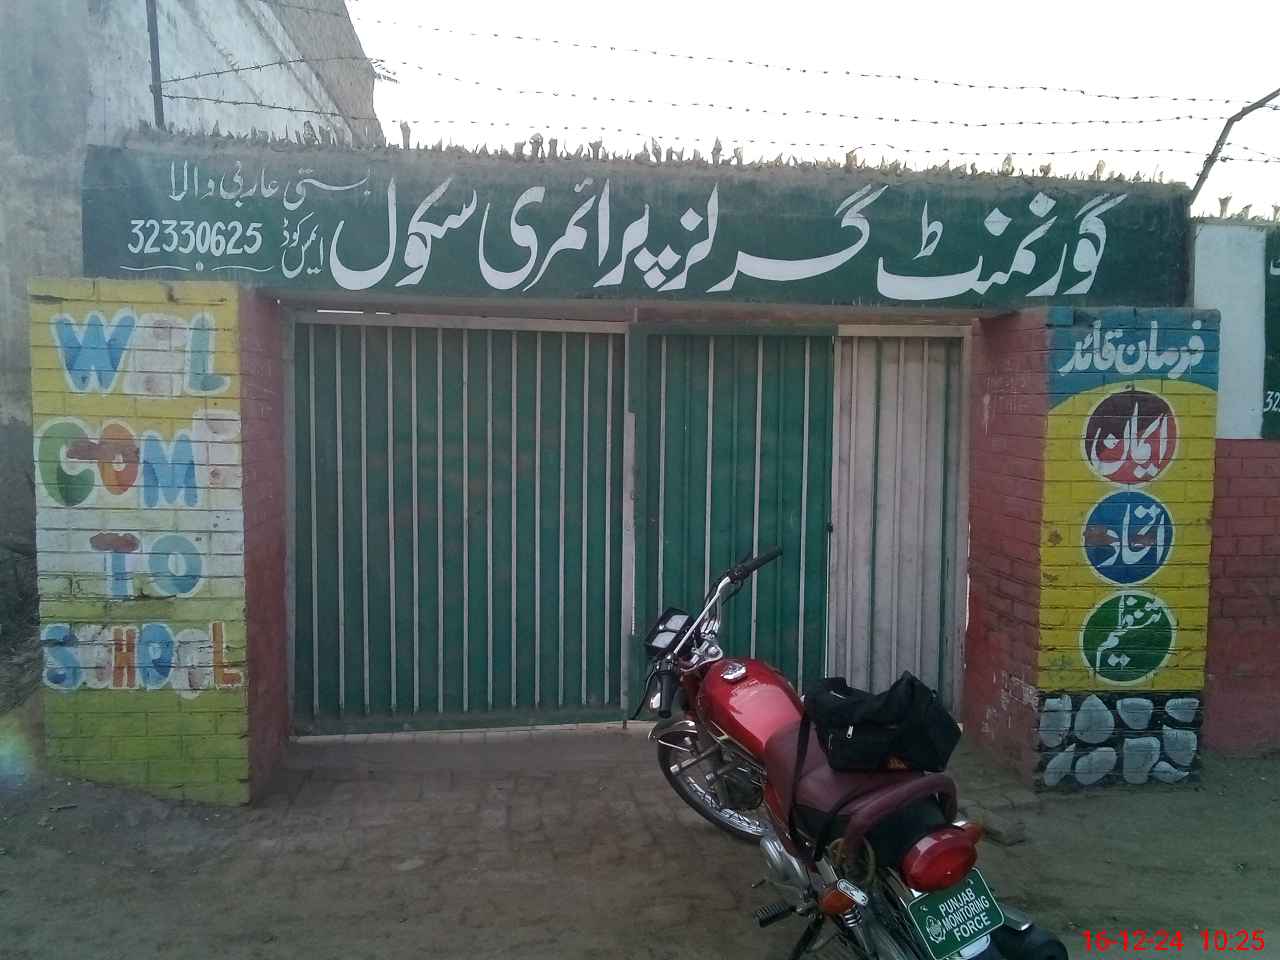 گورنمنٹ گرلز پرائمری سکول
بستی عاربی والا
ایمس کوڈ
32330625
WEL
COME
TO
SCHOOL
فرمان قائد
ایمان
اتحاد
تنظیم
PUNJAB
MONITORING
FORCE
16-12-24 10:25